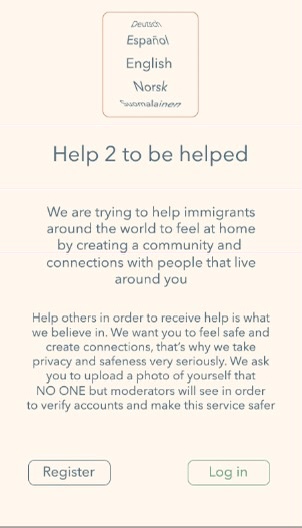 Deutsch
Español
English
Norsk
Suomalainen
Help 2 to be helped
We are trying to help immigrants
around the world to feel at home
by creating a community and
connections with people that live
around you
Help others in order to receive help is what
we believe in. We want you to feel safe and
create connections, that's why we take
privacy and safeness very seriously. We ask
you to upload a photo of yourself that
NO ONE but moderators will see in order
to verify accounts and make this service safer
Register
Log in